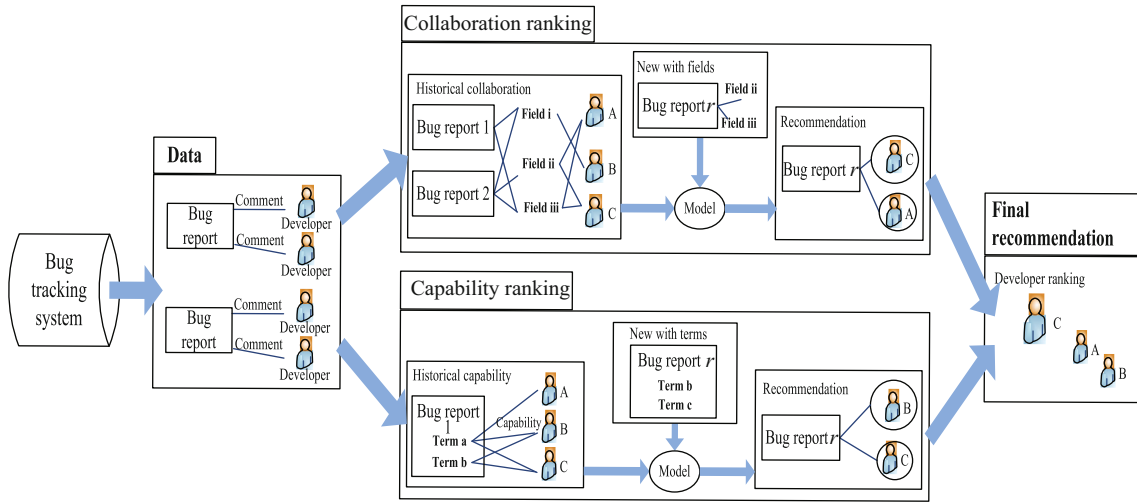 Bug
tracking
system
Data
Bug
report
Comment
Developer
Comment
Developer
Bug
report
Comment
Developer
Comment
Developer
Collaboration ranking
Historical collaboration
Bug report 1
Bug report 2
Field i
Field ii
Field iii
A
B
C
New with fields
Bug report r
Field ii
Field iii
Model
Recommendation
Bug report r
C
A
Capability ranking
Historical capability
Bug report
1
Term a
Term b
Capability
A
B
C
New with terms
Bug report r
Term b
Term c
Model
Recommendation
Bug report r
B
C
Final
recommendation
Developer ranking
C
A
B